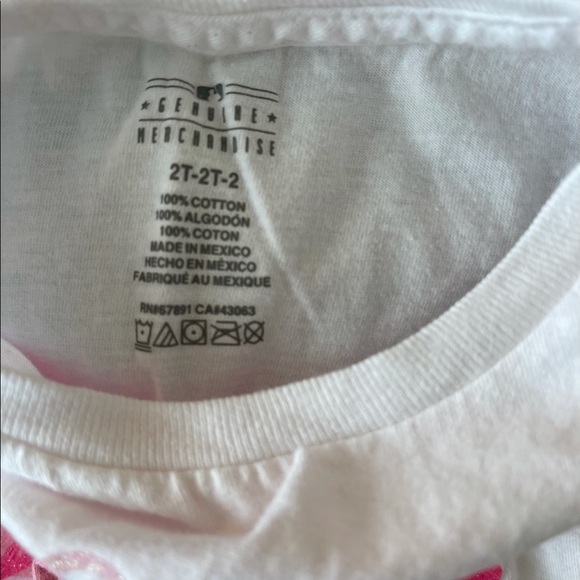 ★ GENUINE ★
MERCHANDISE
2T-2T-2
100% COTTON
100% ALGODÓN
100% COTON
MADE IN MEXICO
HECHO EN MÉXICO
FABRIQUÉ AU MEXIQUE
RN#67891 CA#43063